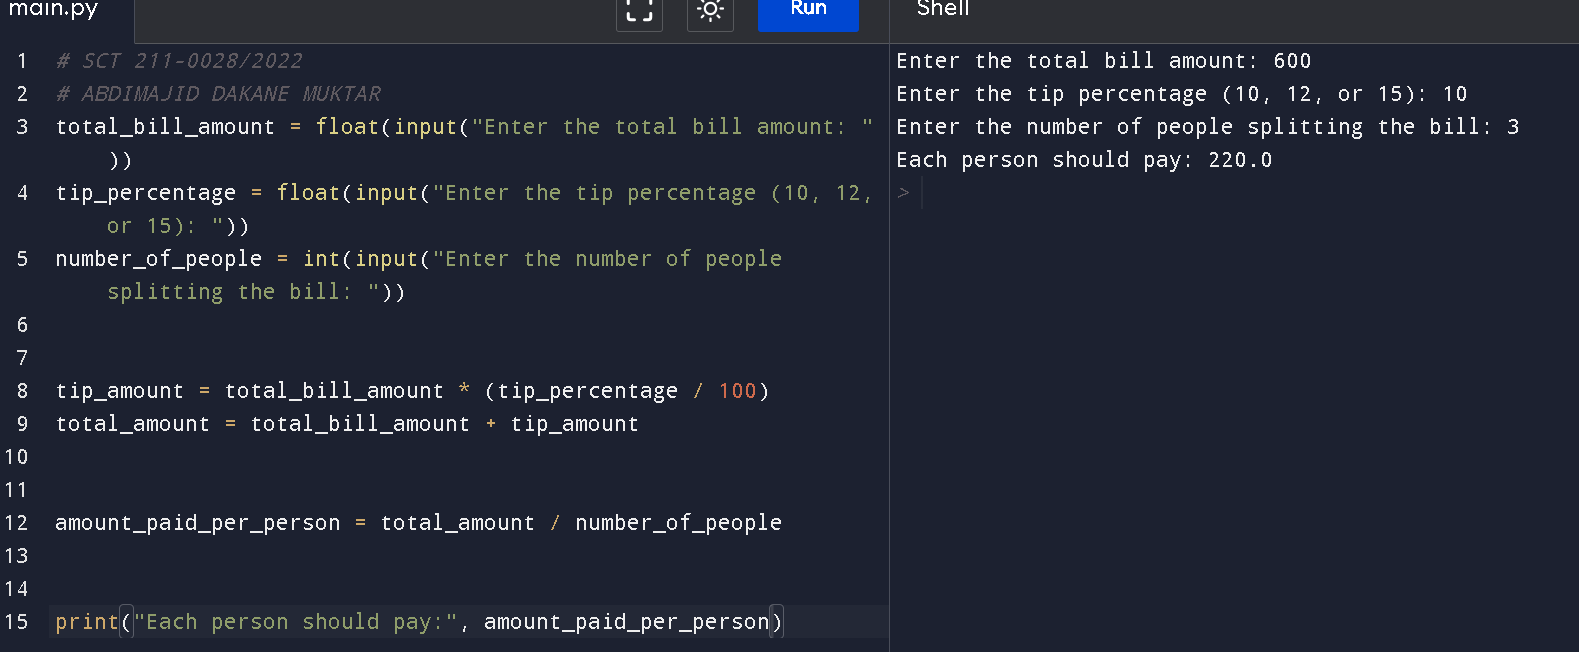 main.py
Run
Shell
1 # SCT 211-0028/2022
2 # ABDIMAJID DAKANE MUKTAR
3 total_bill_amount = float(input("Enter the total bill amount: "
))
4 tip_percentage = float(input("Enter the tip percentage (10, 12,
or 15): "))
5 number_of_people = int(input("Enter the number of people
splitting the bill: "))
6
7
8 tip_amount = total_bill_amount * (tip_percentage / 100)
9 total_amount = total_bill_amount + tip_amount
10
11
12 amount_paid_per_person = total_amount / number_of_people
13
14
15 print("Each person should pay:", amount_paid_per_person)
Enter the total bill amount: 600
Enter the tip percentage (10, 12, or 15): 10
Enter the number of people splitting the bill: 3
Each person should pay: 220.0
>